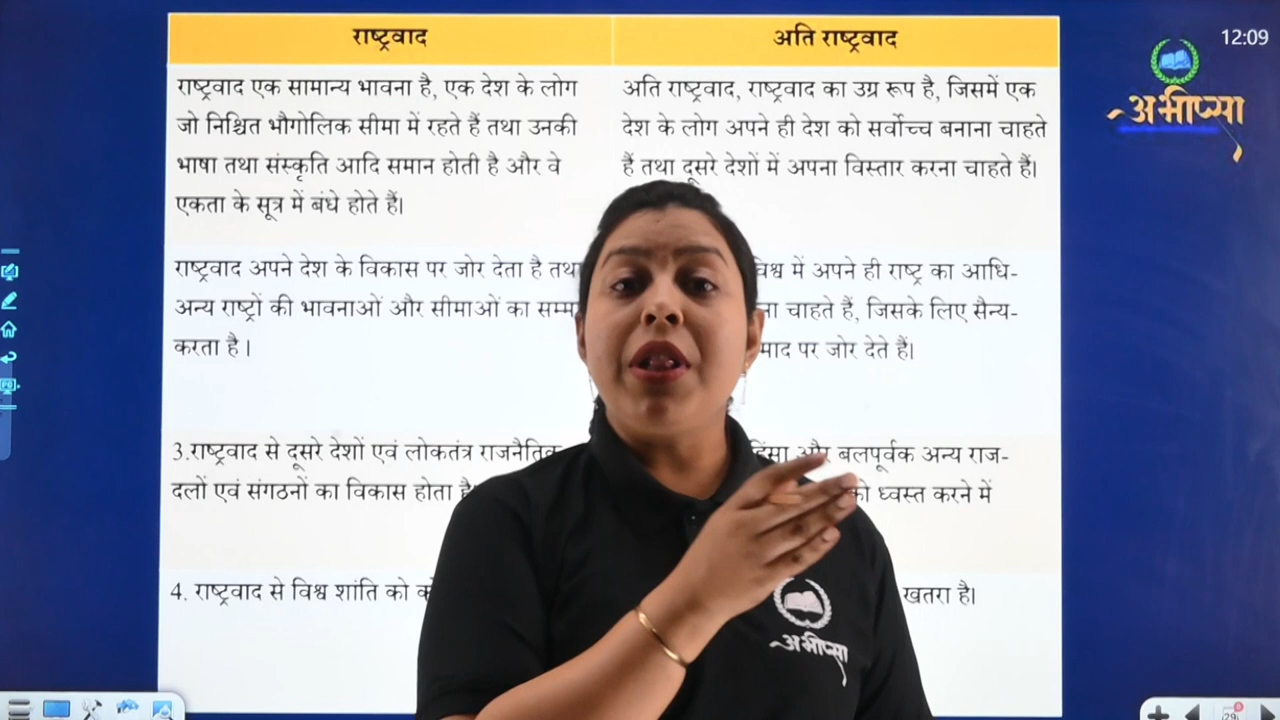 राष्ट्रवाद
अति राष्ट्रवाद
12:09
अभीप्सा
राष्ट्रवाद एक सामान्य भावना है, एक देश के लोग
जो निश्चित भौगोलिक सीमा में रहते हैं तथा उनकी
भाषा तथा संस्कृति आदि समान होती है और वे
एकता के सूत्र में बंधे होते हैं।
अति राष्ट्रवाद, राष्ट्रवाद का उग्र रूप है, जिसमें एक
देश के लोग अपने ही देश को सर्वोच्च बनाना चाहते
हैं तथा दूसरे देशों में अपना विस्तार करना चाहते हैं।
राष्ट्रवाद अपने देश के विकास पर जोर देता है तथा
अन्य राष्ट्रों की भावनाओं और सीमाओं का
करता है ।
विश्व में अपने ही राष्ट्र का आधि-
चाहते हैं, जिसके लिए सैन्य-
पर जोर देते हैं।
3.राष्ट्रवाद से दूसरे देशों एवं लोकतंत्र राजनैतिक
दलों एवं संगठनों का विकास होता है
हिंसा और बलपूर्वक अन्य राज-
को ध्वस्त करने में
4. राष्ट्रवाद से विश्व शांति को
खतरा है।
अभीप्सा
29